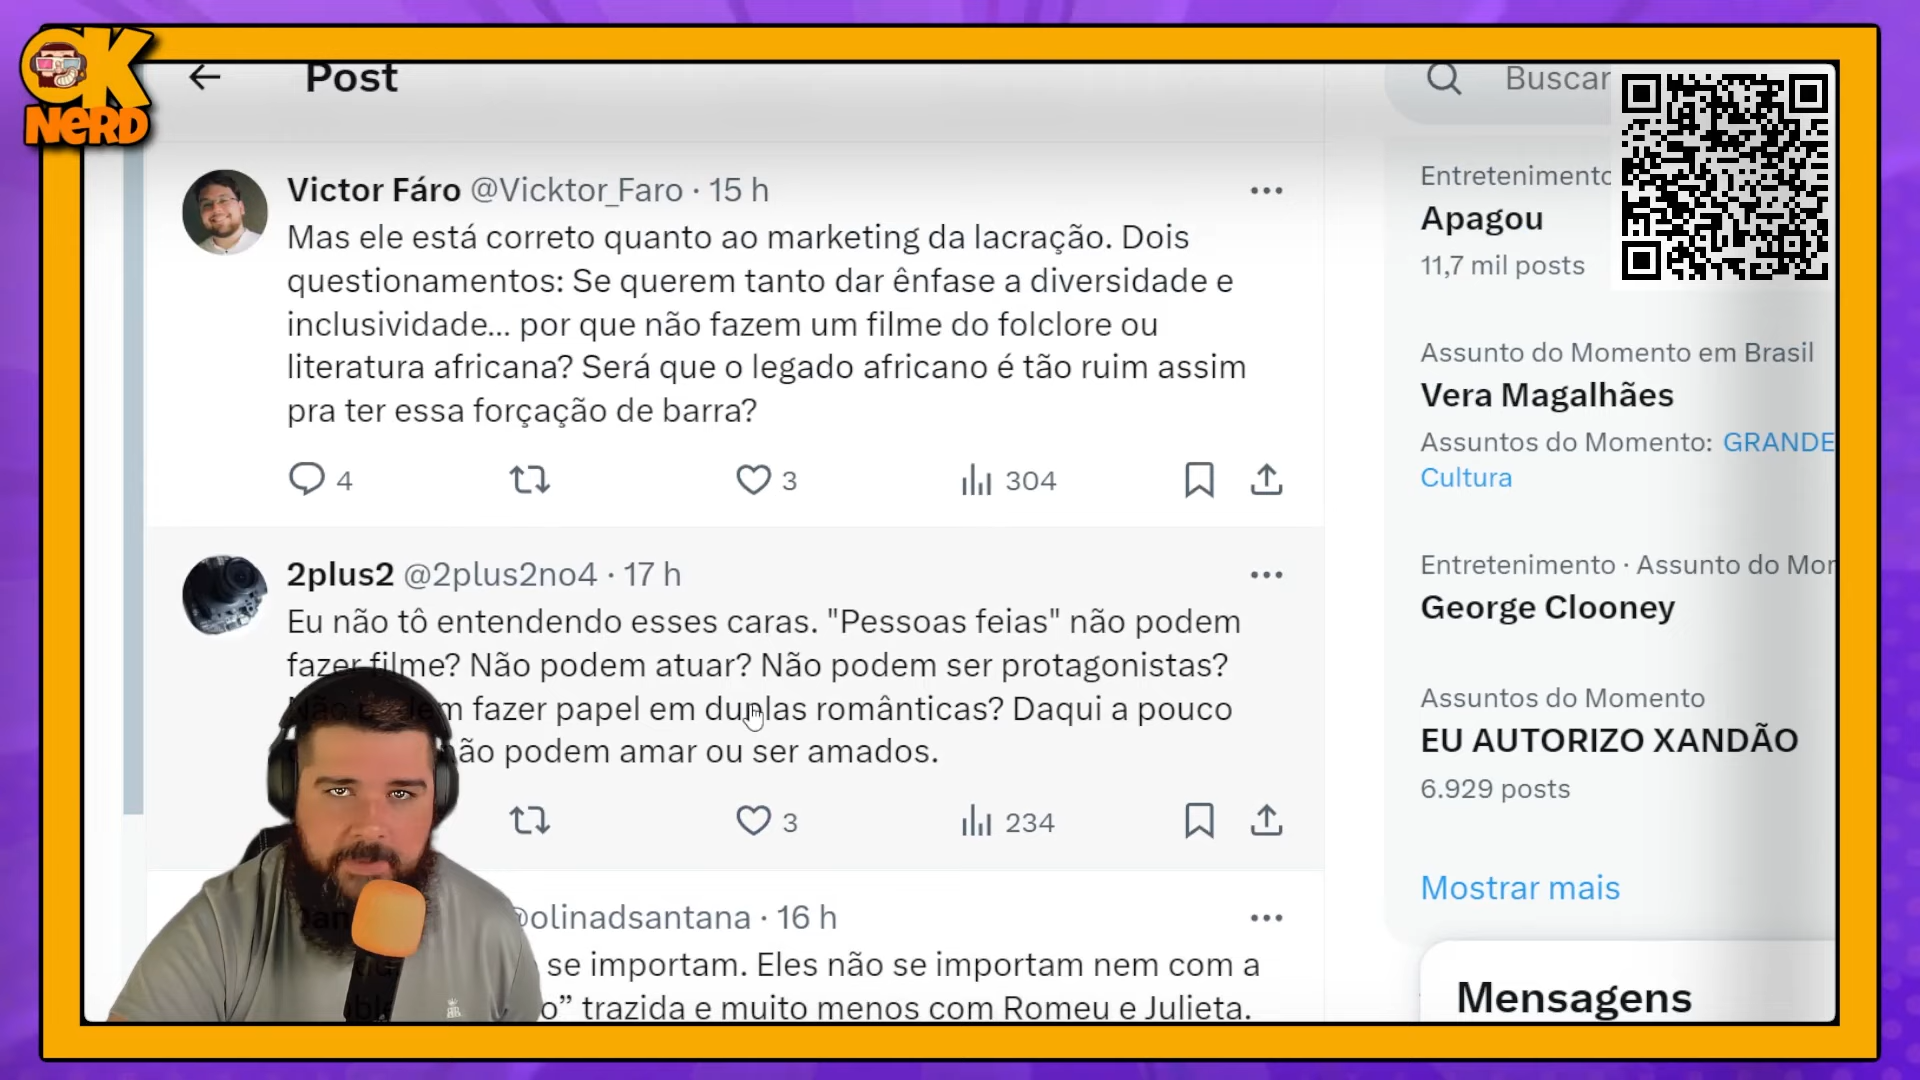 OK
NERD
Post
Victor Fáro @Vicktor_Faro · 15 h
Mas ele está correto quanto ao marketing da lacração. Dois
questionamentos: Se querem tanto dar ênfase a diversidade e
inclusividade... por que não fazem um filme do folclore ou
literatura africana? Será que o legado africano é tão ruim assim
pra ter essa forçação de barra?
4 3 304
2plus2 @2plus2no4 · 17 h
Eu não tô entendendo esses caras. "Pessoas feias" não podem
fazer filme? Não podem atuar? Não podem ser protagonistas?
Não podem fazer papel em duplas românticas? Daqui a pouco
não podem amar ou ser amados.
3 234
@olinadsantana · 16 h
se importam. Eles não se importam nem com a
trazida e muito menos com Romeu e Julieta.
Buscar
Entretenimento
Apagou
11,7 mil posts
Assunto do Momento em Brasil
Vera Magalhães
Assuntos do Momento: GRANDE
Cultura
Entretenimento · Assunto do Mor
George Clooney
Assuntos do Momento
EU AUTORIZO XANDÃO
6.929 posts
Mostrar mais
Mensagens